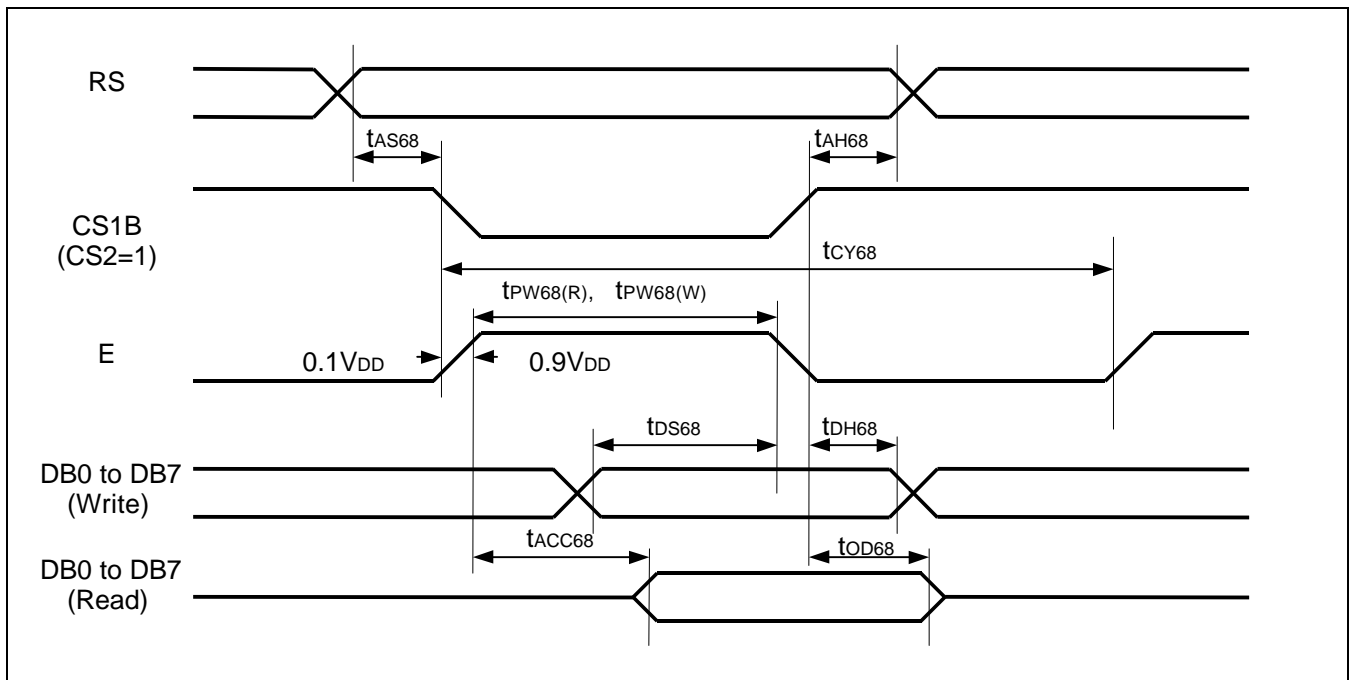 RS
tAS68
tAH68
CS1B
(CS2=1)
tCY68
tPW68(R), tPW68(W)
E
0.1VDD
0.9VDD
tDS68
tDH68
DB0 to DB7
(Write)
tACC68
tOD68
DB0 to DB7
(Read)